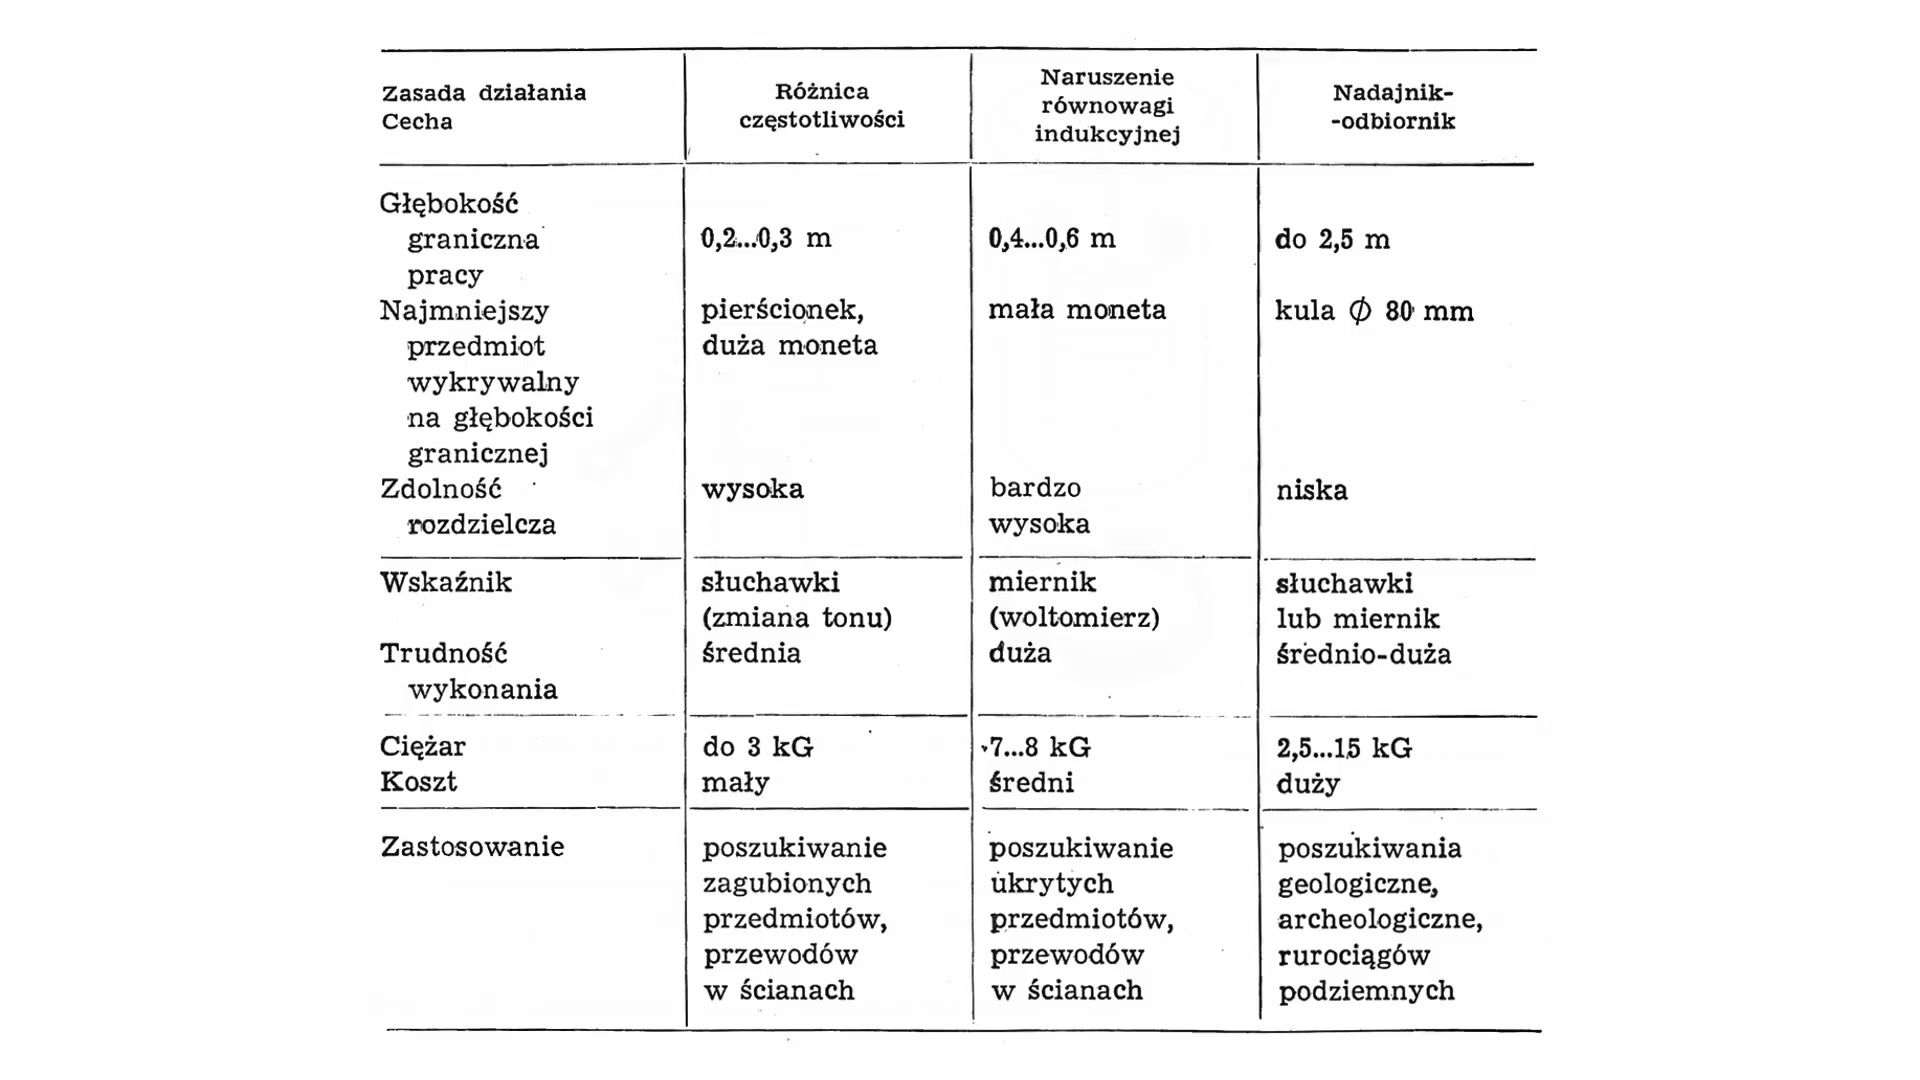 Zasada działania
Cecha
Różnica
częstotliwości
Naruszenie
równowagi
indukcyjnej
Nadajnik-
-odbiornik
Głębokość
graniczna
pracy
0,2...0,3 m
0,4...0,6 m
do 2,5 m
Najmniejszy
przedmiot
wykrywalny
na głębokości
granicznej
pierścionek,
duża moneta
mała moneta
kula ϕ 80 mm
Zdolność
rozdzielcza
wysoka
bardzo
wysoka
niska
Wskaźnik
słuchawki
(zmiana tonu)
miernik
(woltomierz)
słuchawki
lub miernik
Trudność
wykonania
średnia
duża
średnio-duża
Ciężar
do 3 kG
7...8 kG
2,5...15 kG
Koszt
mały
średni
duży
Zastosowanie
poszukiwanie
zagubionych
przedmiotów,
przewodów
w ścianach
poszukiwanie
ukrytych
przedmiotów,
przewodów
w ścianach
poszukiwania
geologiczne,
archeologiczne,
rurociągów
podziemnych